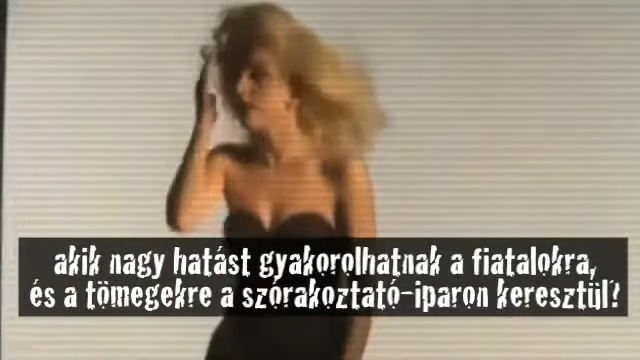 akik nagy hatást gyakorolhatnak a fiatalokra,
és a tömegekre a szórakoztató-iparon keresztül?